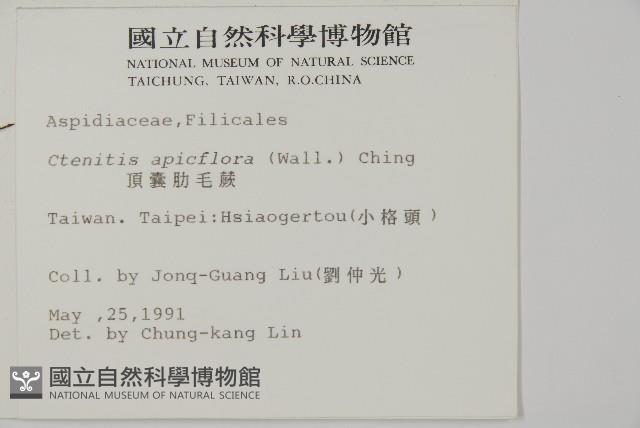 國立自然科學博物館
NATIONAL MUSEUM OF NATURAL SCIENCE
TAICHUNG, TAIWAN, R.O.CHINA
Aspidiaceae,Filicales
Ctenitis apicflora (Wall.) Ching
頂囊肋毛蕨
Taiwan. Taipei:Hsiaogertou(小格頭)
Coll. by Jonq-Guang Liu(劉仲光)
May ,25,1991
Det. by Chung-kang Lin
國立自然科學博物館
NATIONAL MUSEUM OF NATURAL SCIENCE